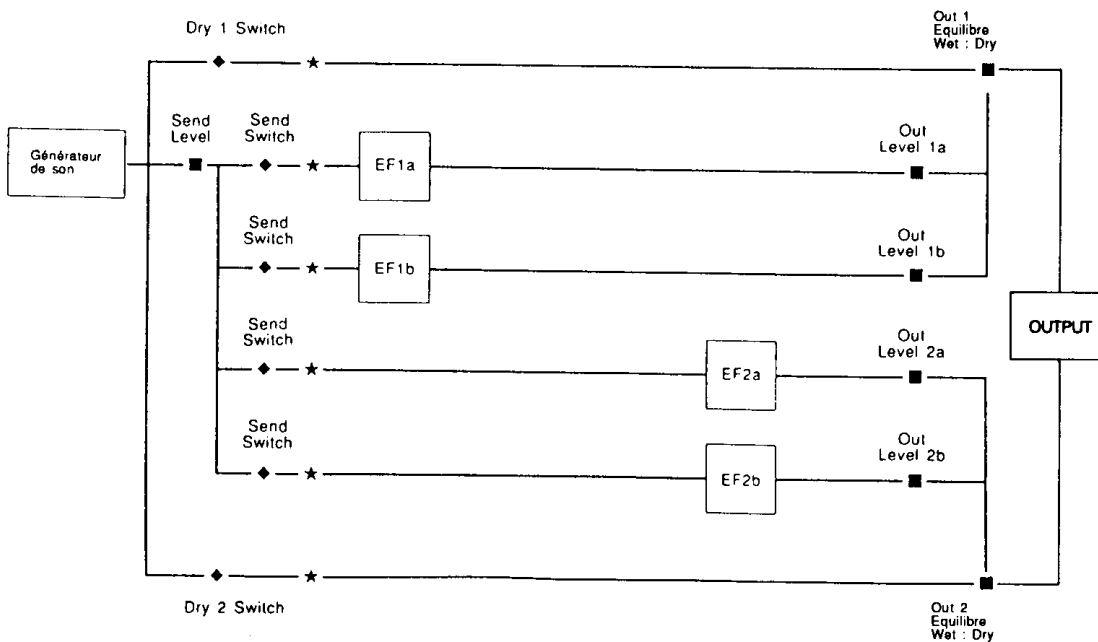 Dry 1 Switch
Out 1
Equilibre
Wet : Dry
Send
Level
Send
Switch
Out
Level 1a
Générateur
de son
EF1a
Send
Switch
Out
Level 1b
EF1b
Send
Switch
Out
Level 2a
OUTPUT
EF2a
Send
Switch
Out
Level 2b
EF2b
Dry 2 Switch
Out 2
Equilibre
Wet : Dry